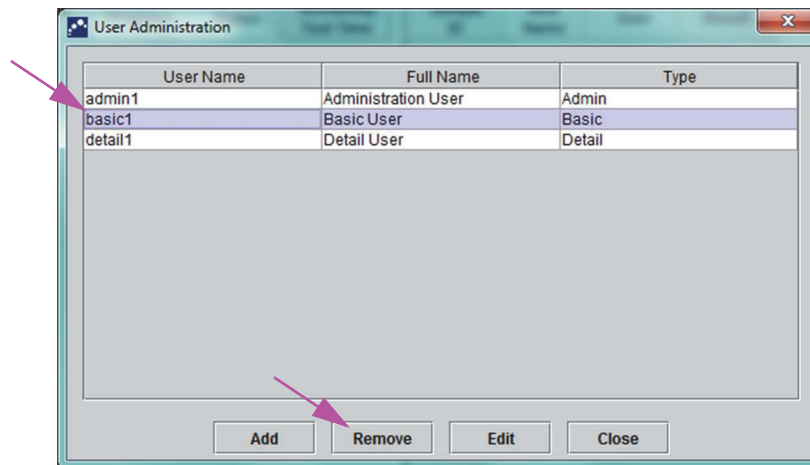 User Administration
User Name Full Name Type
admin1 Administration User Admin
basic1 Basic User Basic
detail1 Detail User Detail
Add Remove Edit Close